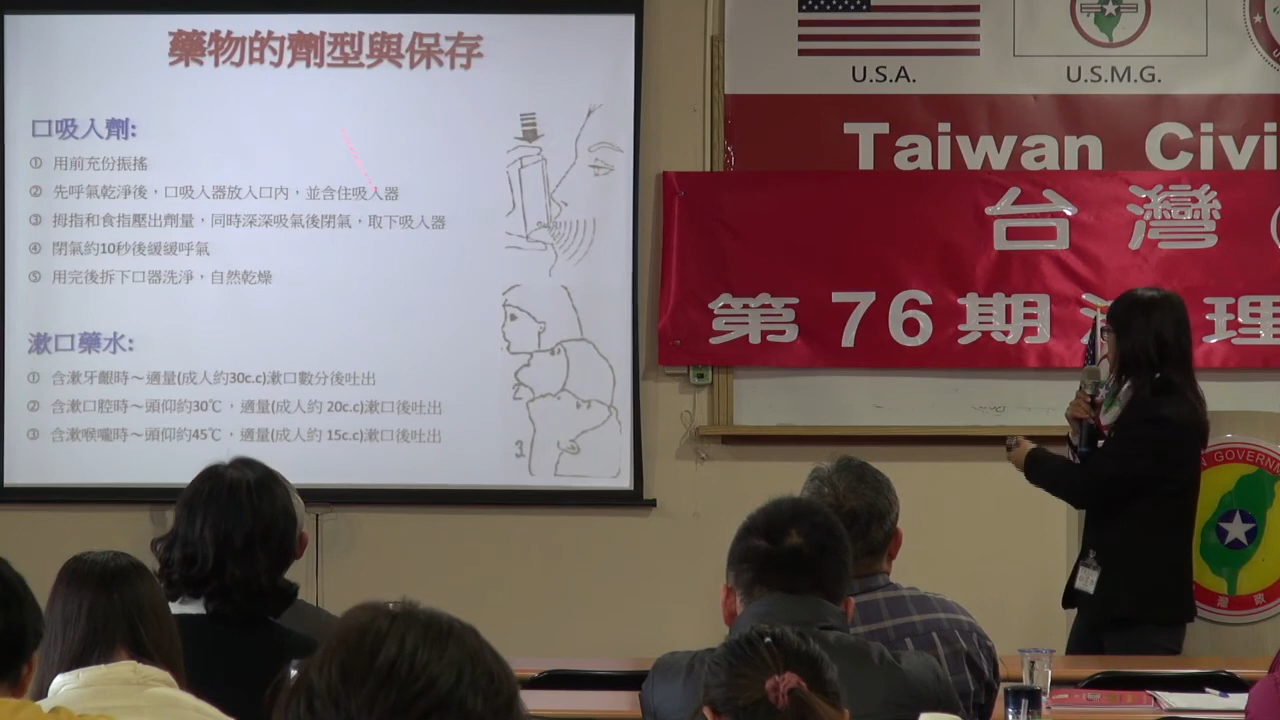 藥物的劑型與保存
口吸入劑:
① 用前充份振搖
② 先呼氣乾淨後，口吸入器放入口內，並含住吸入器
③ 拇指和食指壓出劑量，同時深深吸氣後閉氣，取下吸入器
④ 閉氣約10秒後緩緩呼氣
⑤ 用完後拆下口器洗淨，自然乾燥
漱口藥水:
① 含漱牙齦時～適量(成人約30c.c)漱口數分後吐出
② 含漱口腔時～頭仰約30℃，適量(成人約 20c.c)漱口後吐出
③ 含漱喉嚨時～頭仰約45℃，適量(成人約 15c.c)漱口後吐出
2
3
U.S.A.
U.S.M.G.
Taiwan Civi
台灣
第76期 理
N GOVERN
灣 政